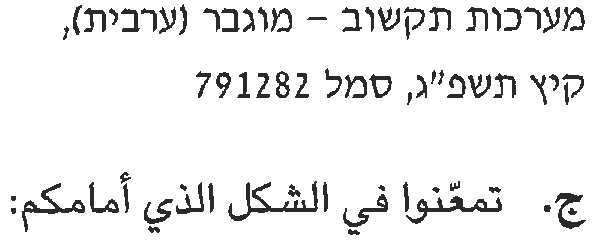 מערכות תקשוב – מוגבר (ערבית),
קיץ תשפ"ג, סמל 791282
ج. تمعّنوا في الشكل الذي أمامكم: